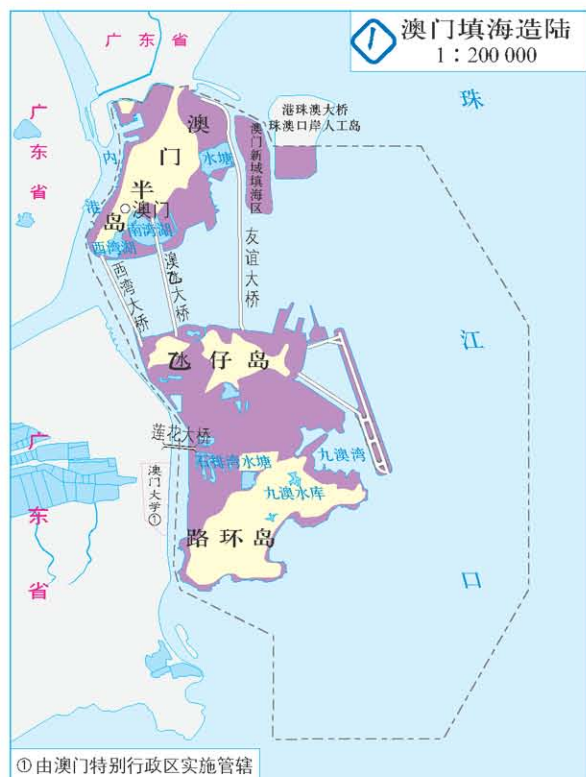 ① 澳门填海造陆
1：200 000
广东省
广东省
广东省
珠江口
港珠澳大桥
珠澳口岸人工岛
澳门新城填海区
澳门半岛
内港
水塘
澳门
南湾湖
西湾湖
西湾大桥
澳氹大桥
友谊大桥
氹仔岛
莲花大桥
石排湾水塘
九澳湾
九澳水库
澳门大学①
路环岛
①由澳门特别行政区实施管辖